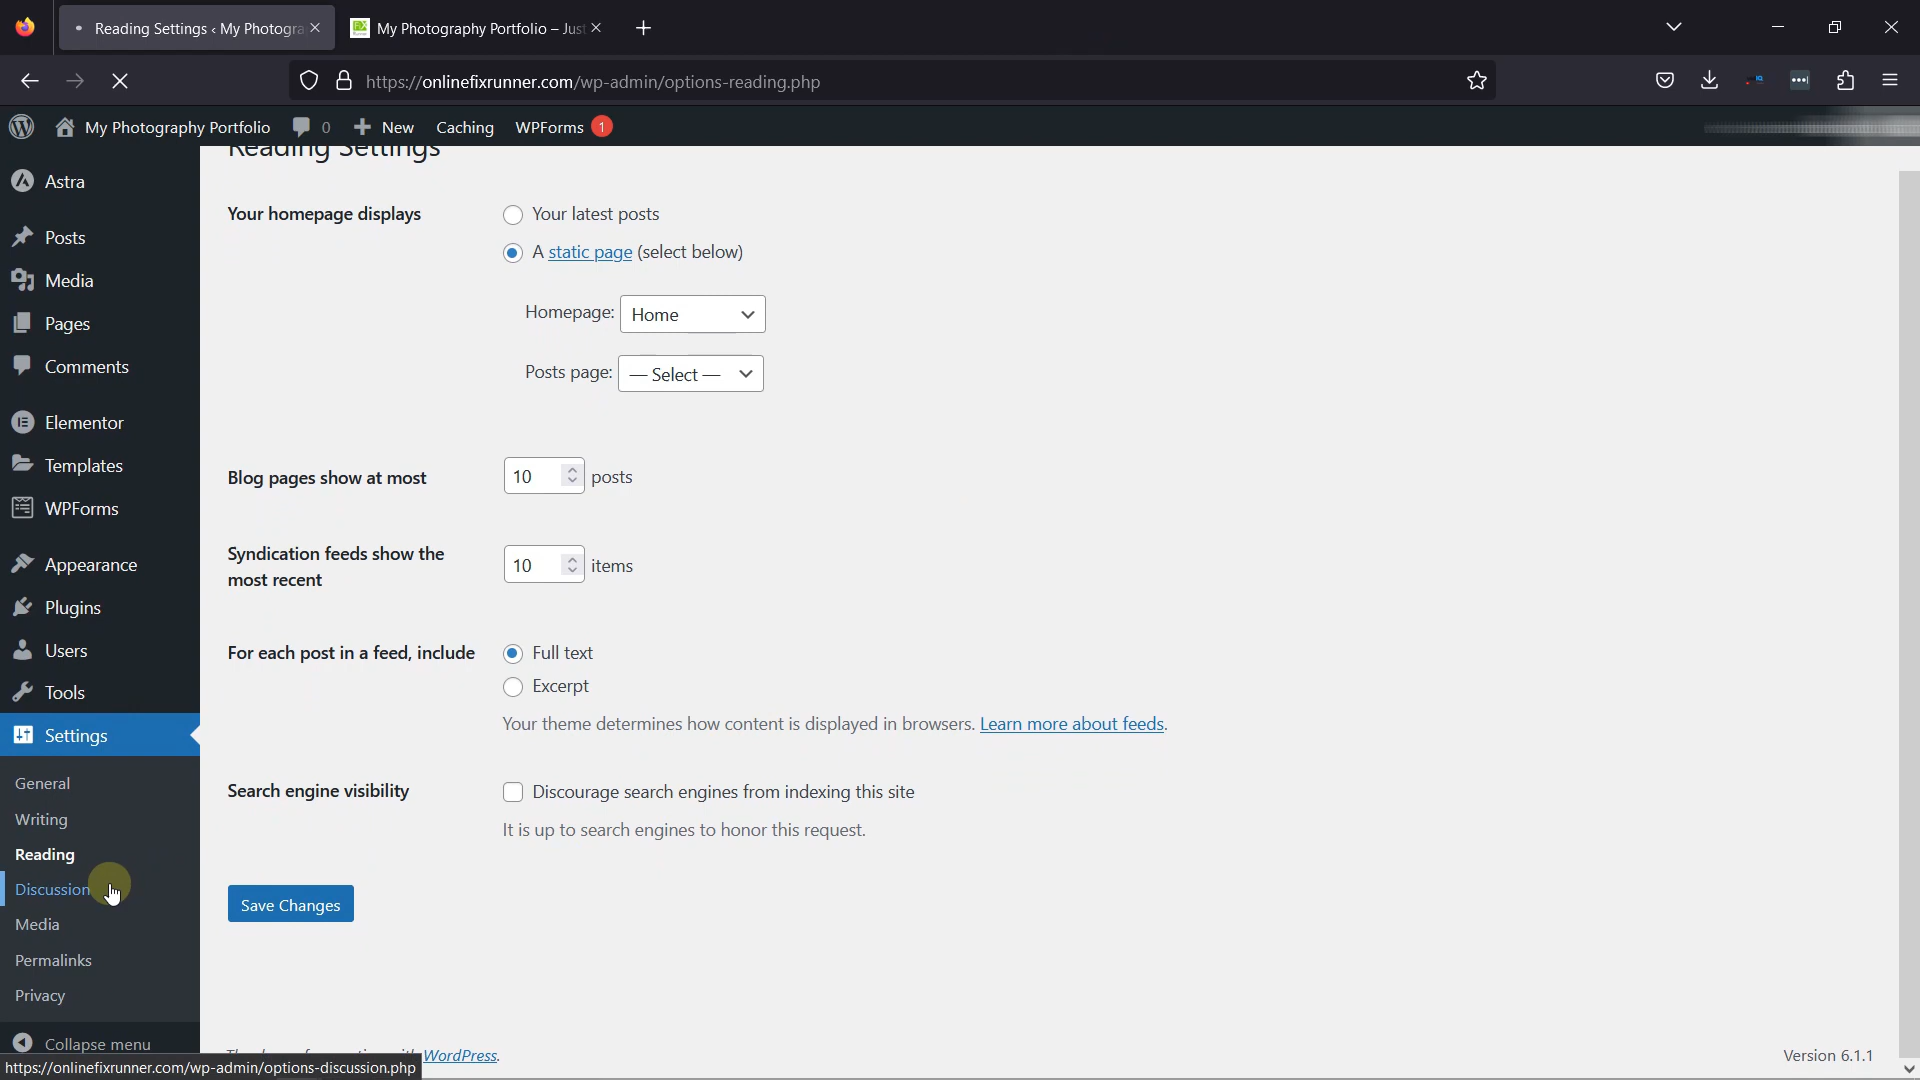 Reading Settings ‹ My Photogra
My Photography Portfolio – Jus
https://onlinefixrunner.com/wp-admin/options-reading.php
My Photography Portfolio 0 New Caching WPForms 1
Reading Settings
Astra
Posts
Media
Pages
Comments
Elementor
Templates
WPForms
Appearance
Plugins
Users
Tools
Settings
General
Writing
Reading
Discussion
Media
Permalinks
Privacy
Collapse menu
Your homepage displays
Your latest posts
A static page (select below)
Homepage: Home
Posts page: — Select —
Blog pages show at most 10 posts
Syndication feeds show the
most recent
10 items
For each post in a feed, include
Full text
Excerpt
Your theme determines how content is displayed in browsers. Learn more about feeds.
Search engine visibility
Discourage search engines from indexing this site
It is up to search engines to honor this request.
Save Changes
WordPress.
Version 6.1.1
https://onlinefixrunner.com/wp-admin/options-discussion.php